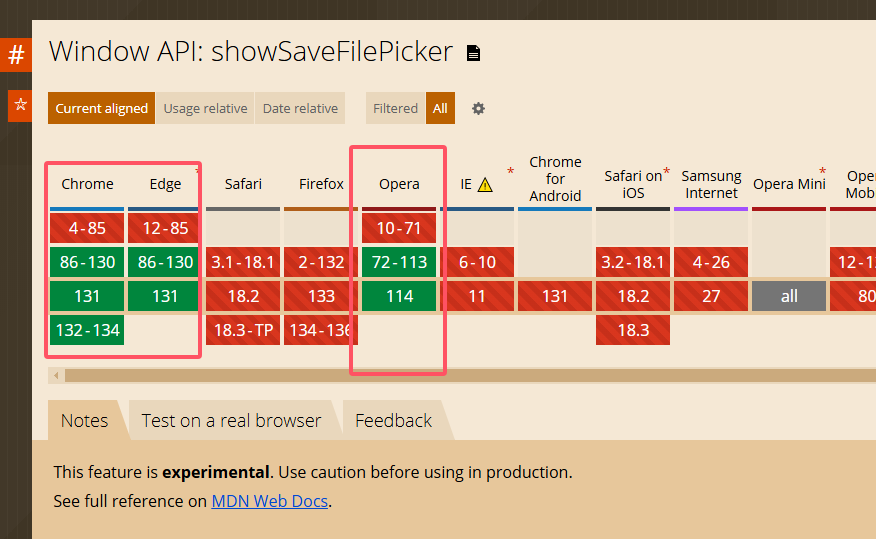 #
Window API: showSaveFilePicker
Current aligned Usage relative Date relative Filtered All
Chrome Edge * Safari Firefox Opera IE * Chrome for Android Safari on iOS * Samsung Internet Opera Mini *
4-85 12-85 10-71
86-130 86-130 3.1-18.1 2-132 72-113 6-10 3.2-18.1 4-26
131 131 18.2 133 114 11 131 18.2 27 all 80
132-134 18.3-TP 134-136 18.3
Notes Test on a real browser Feedback
This feature is experimental. Use caution before using in production.
See full reference on MDN Web Docs.